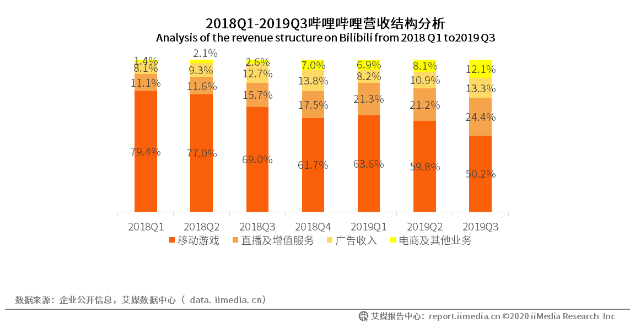 2018Q1-2019Q3哔哩哔哩营收结构分析
Analysis of the revenue structure on Bilibili from 2018 Q1 to2019 Q3
1.4% 2.1% 2.6% 7.0% 6.9% 8.1% 12.1%
8.1% 9.3% 12.7% 13.8% 8.2% 10.9% 13.3%
11.1% 11.6% 15.7% 17.5% 21.3% 21.2% 24.4%
79.4% 77.0% 69.0% 61.7% 63.6% 59.8% 50.2%
2018Q1 2018Q2 2018Q3 2018Q4 2019Q1 2019Q2 2019Q3
移动游戏 直播及增值服务 广告收入 电商及其他业务
数据来源：企业公开信息，艾媒数据中心（ data.iimedia.cn）
艾媒报告中心：report.iimedia.cn ©2020 iiMedia Research Inc